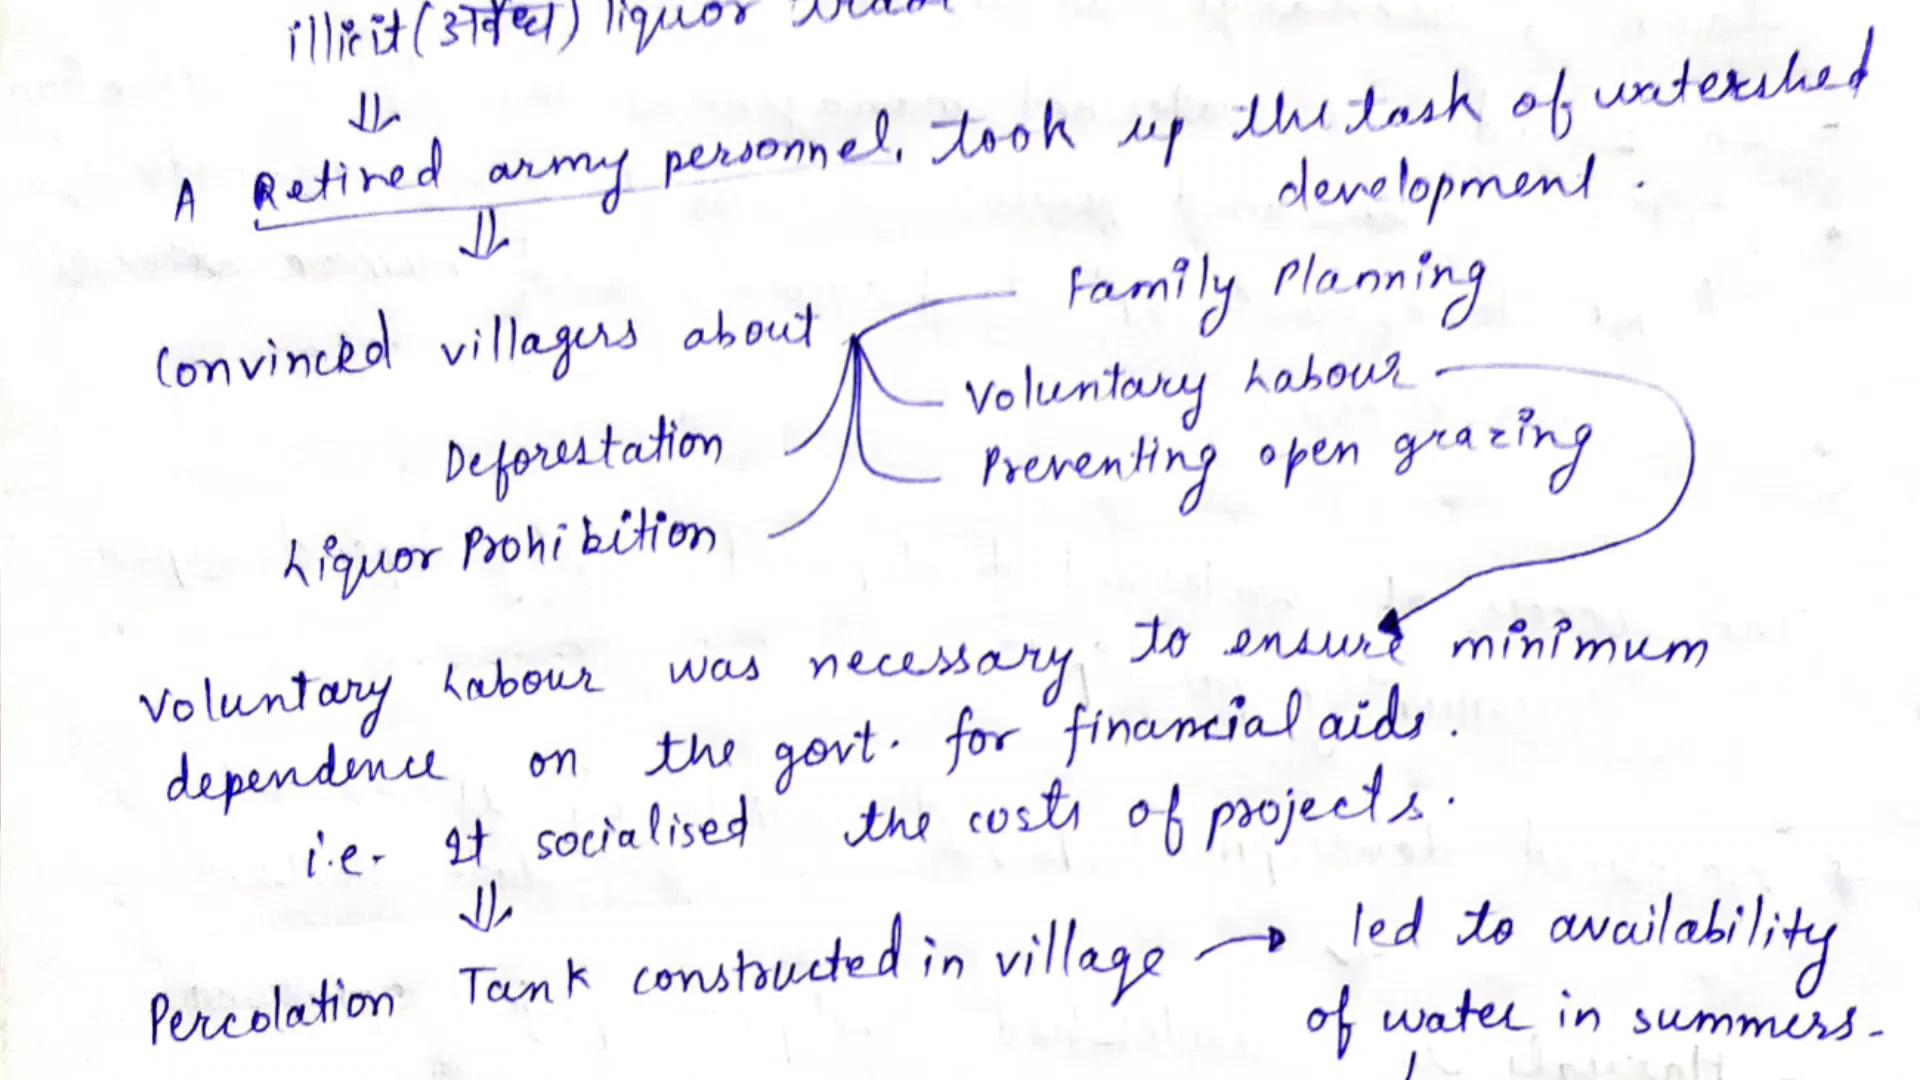 illicit (अवैध) liquor
⇓
A Retired army personnel, took up the task of watershed
development.
⇓
Convinced villagers about
Family Planning
Voluntary Labour
Preventing open grazing
Deforestation
Liquor Prohibition
Voluntary Labour was necessary to ensure minimum
dependence on the govt. for financial aids.
i.e. It socialised the costs of projects.
⇓
Percolation Tank constructed in village → led to availability
of water in summers.